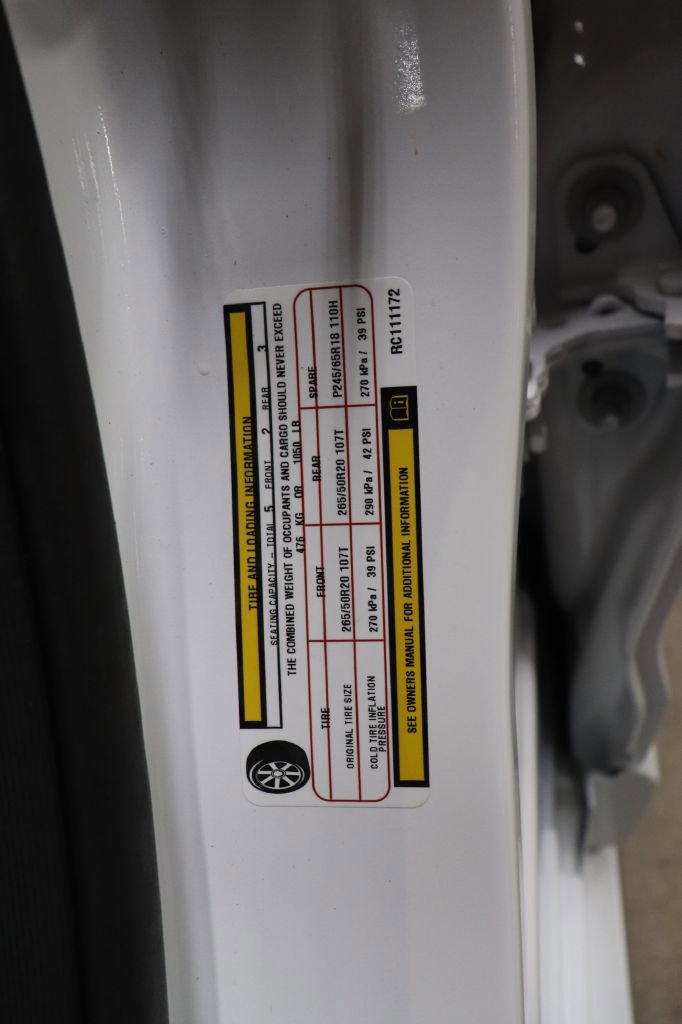 TIRE AND LOADING INFORMATION
SEATING CAPACITY - TOTAL 5 FRONT 2 REAR 3
THE COMBINED WEIGHT OF OCCUPANTS AND CARGO SHOULD NEVER EXCEED
476 KG OR 1050 LB
TIRE FRONT REAR SPARE
ORIGINAL TIRE SIZE 265/50R20 107T 265/50R20 107T P245/65R18 110H
COLD TIRE INFLATION PRESSURE 270 kPa / 39 PSI 290 kPa / 42 PSI 270 kPa / 39 PSI
SEE OWNERS MANUAL FOR ADDITIONAL INFORMATION
RC111172